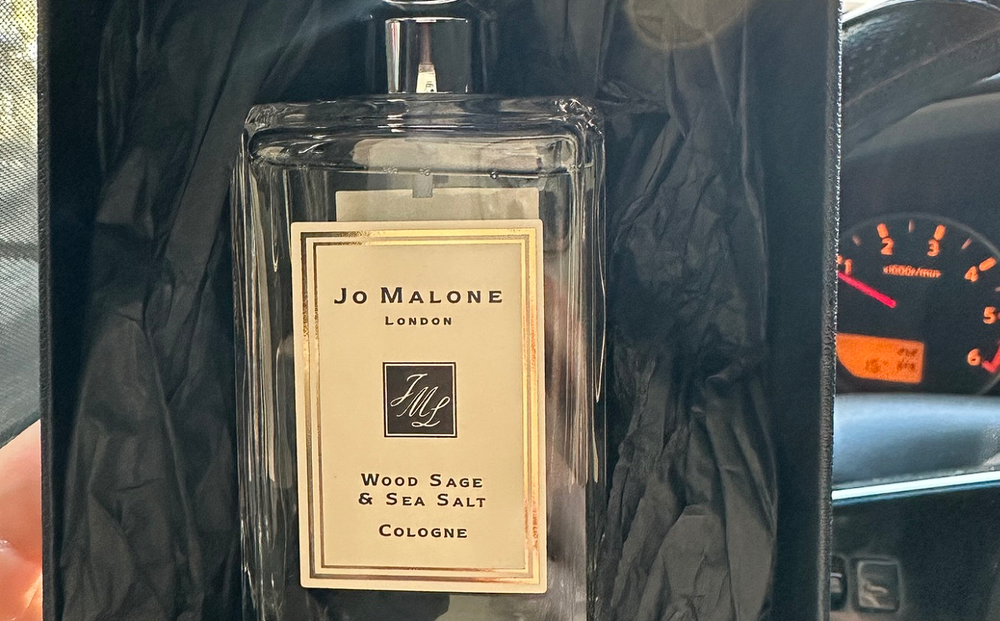 Jo Malone
London
JML
Wood Sage
& Sea Salt
Cologne
1
2
3
4
5
6
x1000r/min